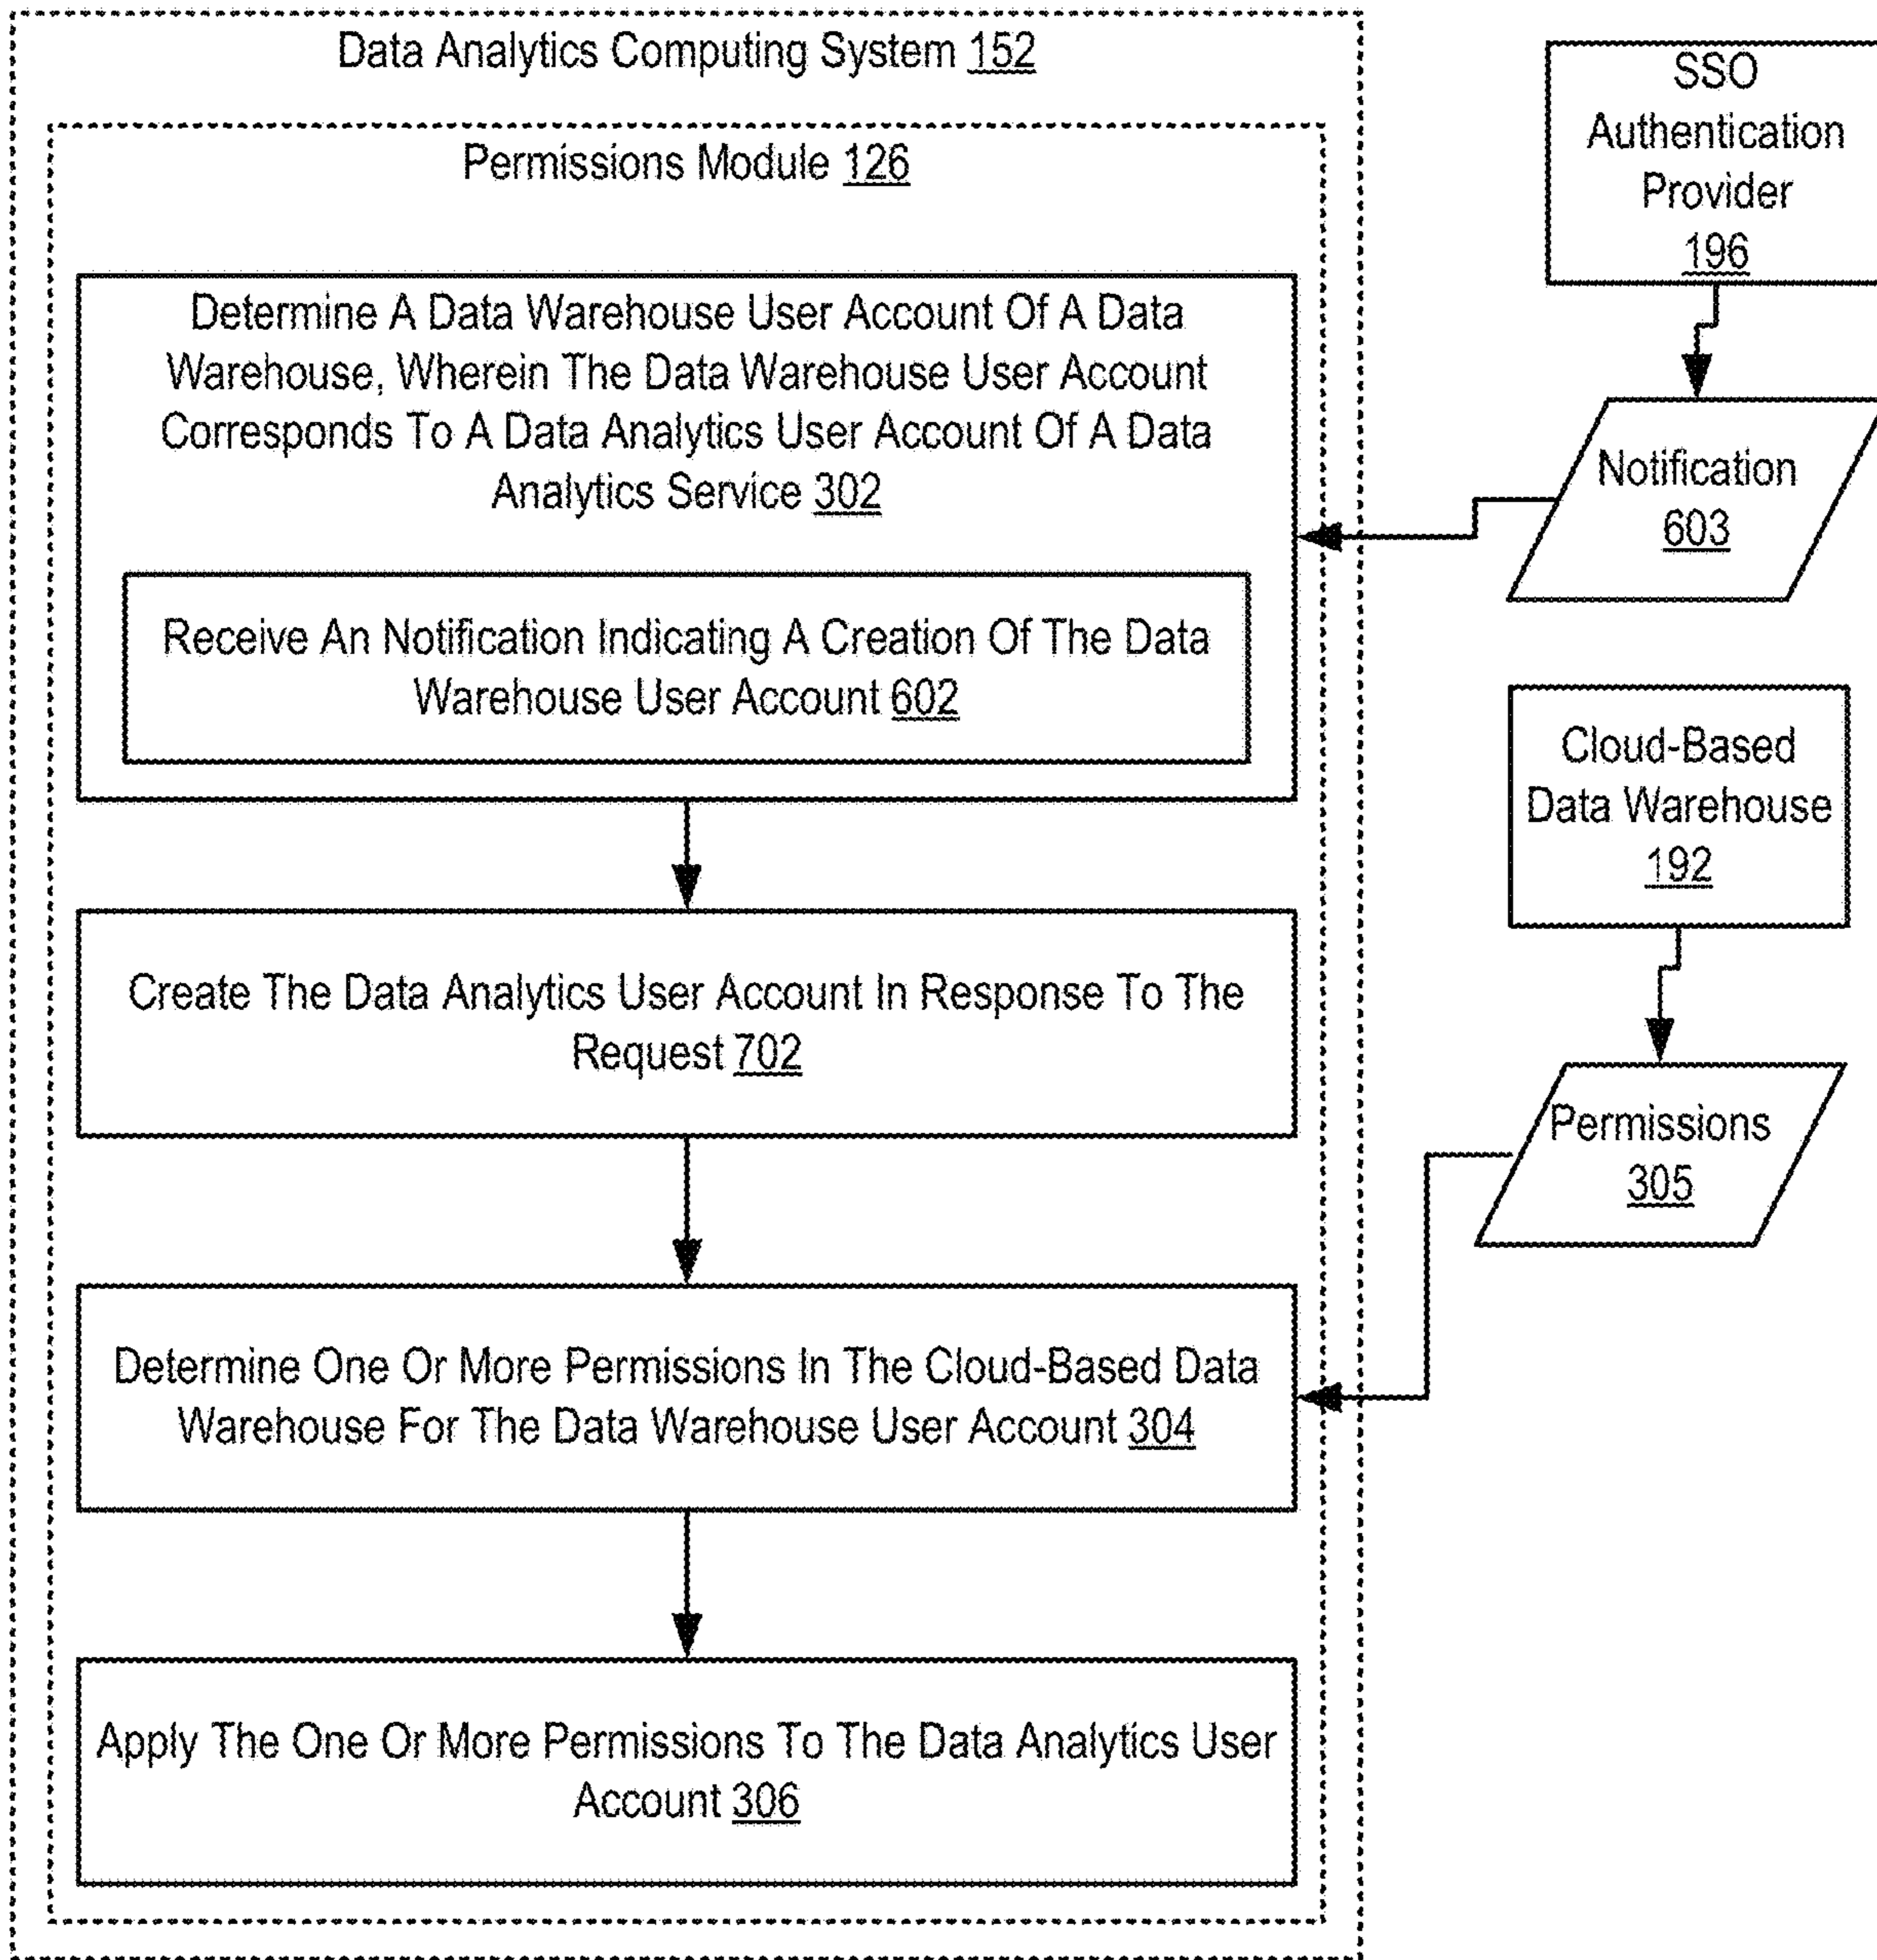 Data Analytics Computing System 152
Permissions Module 126
Determine A Data Warehouse User Account Of A Data
Warehouse, Wherein The Data Warehouse User Account
Corresponds To A Data Analytics User Account Of A Data
Analytics Service 302
Receive An Notification Indicating A Creation Of The Data
Warehouse User Account 602
Create The Data Analytics User Account In Response To The
Request 702
Determine One Or More Permissions In The Cloud-Based Data
Warehouse For The Data Warehouse User Account 304
Apply The One Or More Permissions To The Data Analytics User
Account 306
SSO
Authentication
Provider
196
Notification
603
Cloud-Based
Data Warehouse
192
Permissions
305